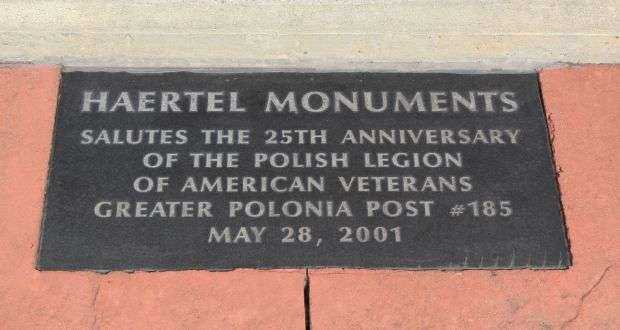 HAERTEL MONUMENTS
SALUTES THE 25TH ANNIVERSARY
OF THE POLISH LEGION
OF AMERICAN VETERANS
GREATER POLONIA POST #185
MAY 28, 2001